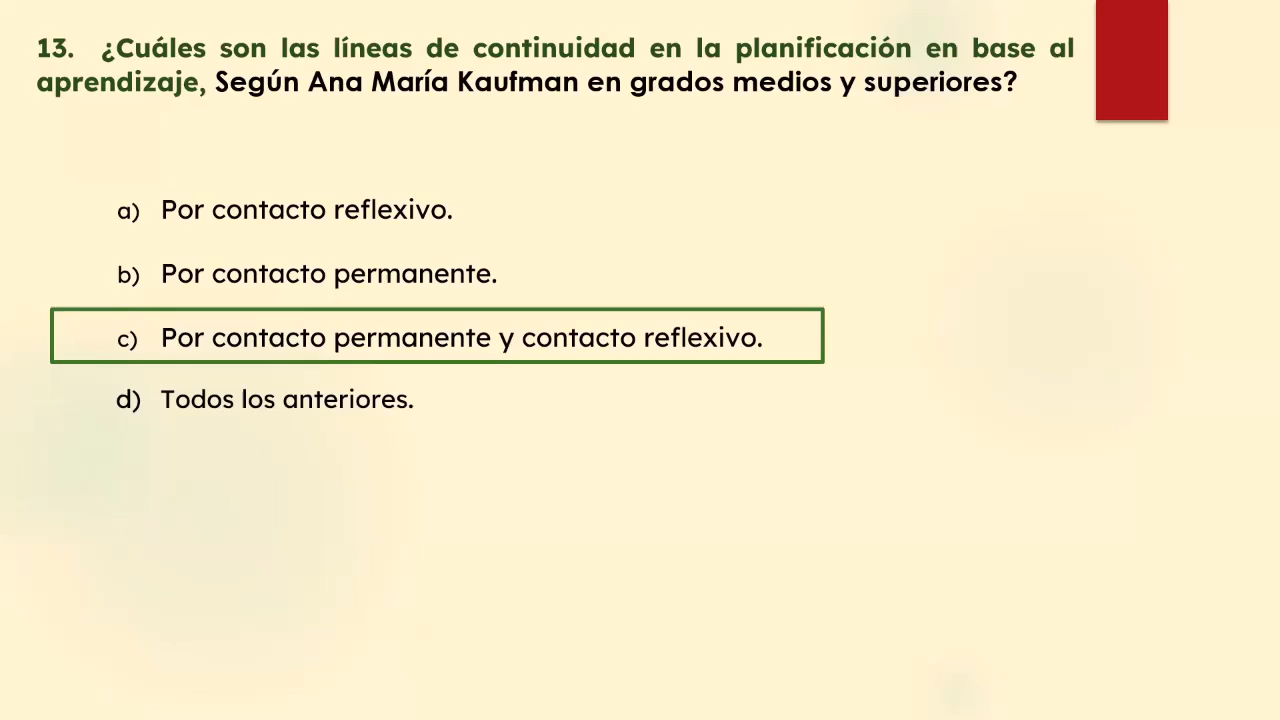 13. ¿Cuáles son las líneas de continuidad en la planificación en base al
aprendizaje, Según Ana María Kaufman en grados medios y superiores?
a) Por contacto reflexivo.
b) Por contacto permanente.
c) Por contacto permanente y contacto reflexivo.
d) Todos los anteriores.